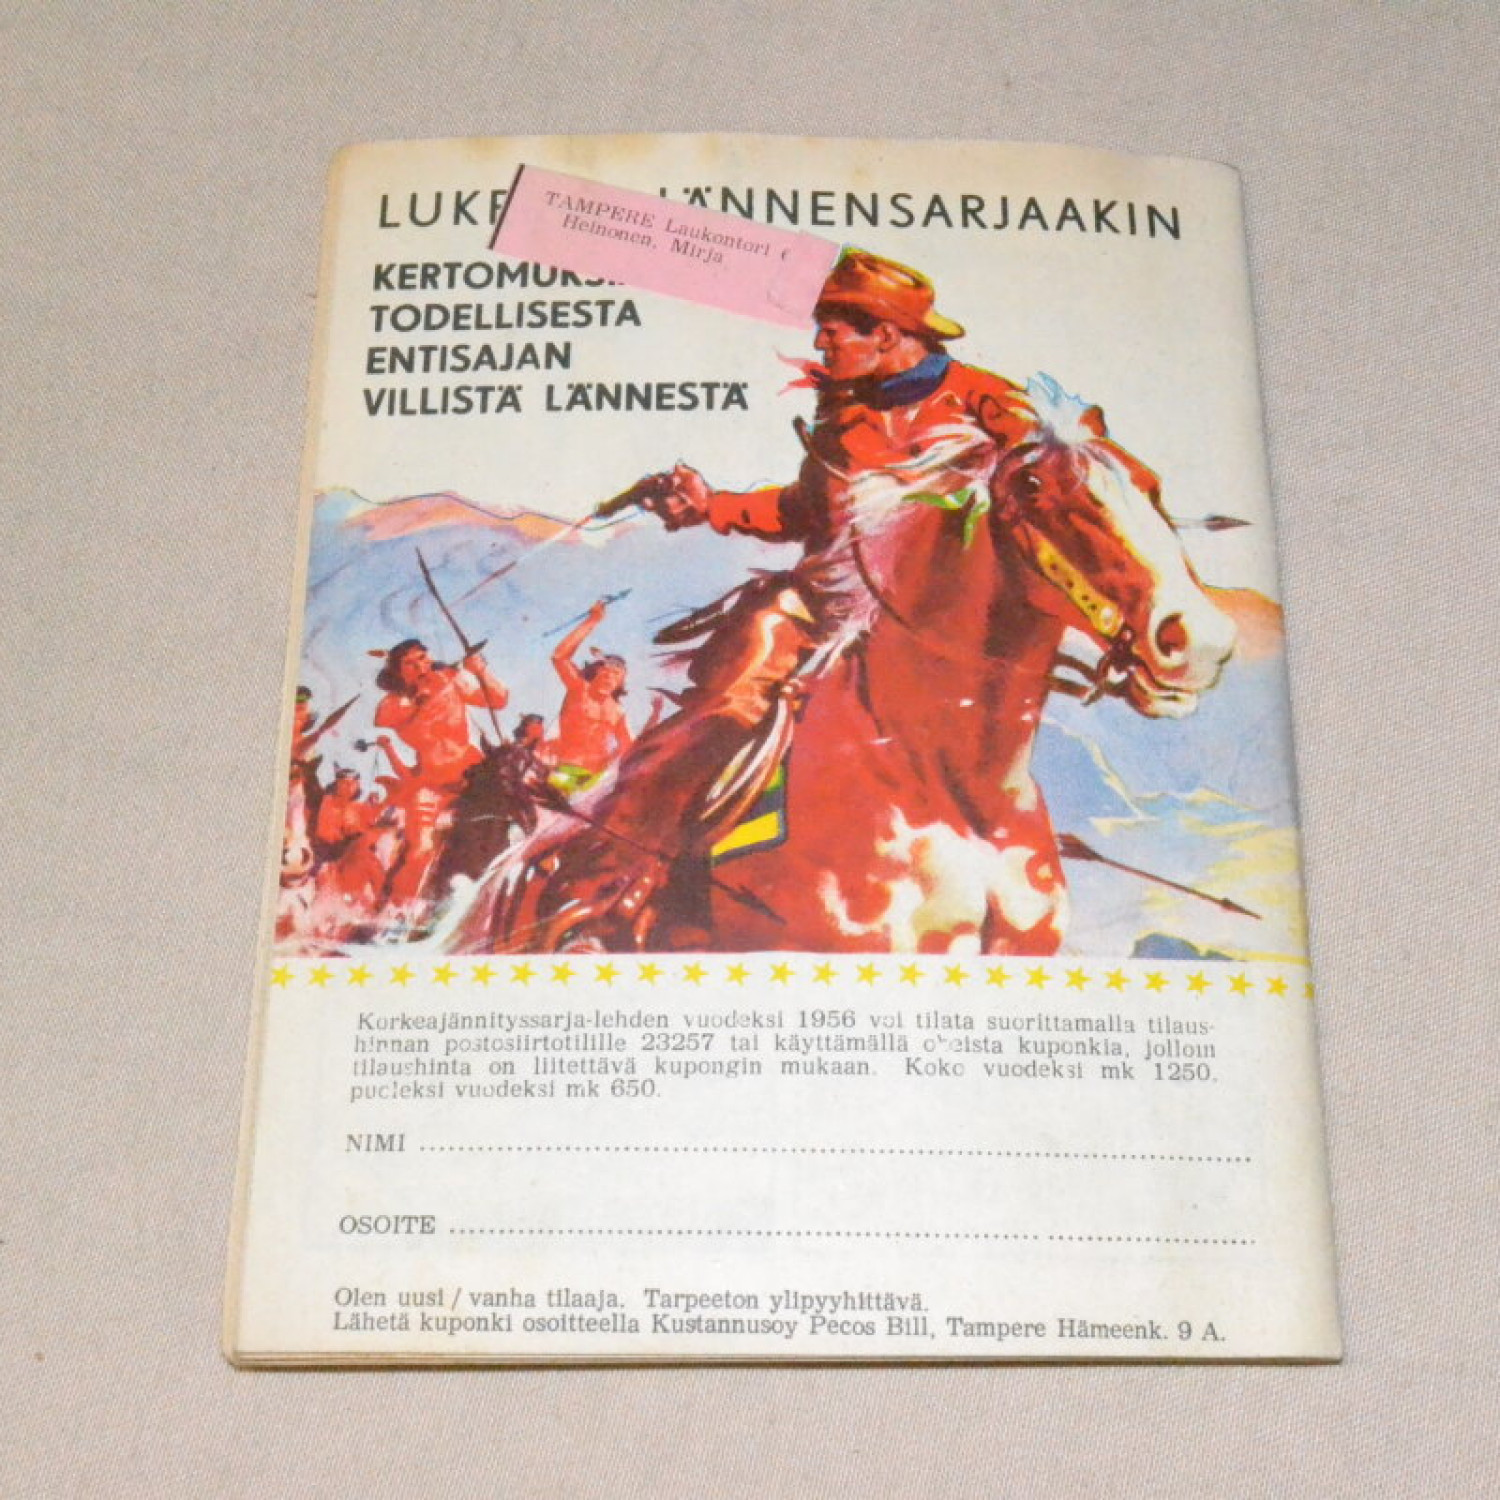 LÄNNENSARJAAKIN
TAMPERE Laukontori 6
Heinonen, Mirja
TODELLISESTA
ENTISAJAN
VILLISTÄ LÄNNESTÄ
Korkeajännityssarja-lehden vuodeksi 1956 voi tilata suorittamalla tilaus-
hinnan postosiirtotilille 23257 tai käyttämällä oheista kuponkia, jolloin
tilaushinta on liitettävä kupongin mukaan. Koko vuodeksi mk 1250,
puoleksi vuodeksi mk 650.
NIMI
OSOITE
Olen uusi / vanha tilaaja. Tarpeeton ylipyyhittävä.
Lähetä kuponki osoitteella Kustannusoy Pecos Bill, Tampere Hämeenk. 9 A.